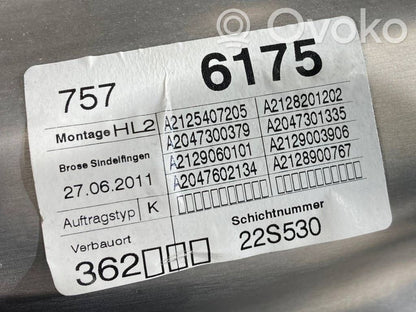 Ovoko
757 6175
Montage HL2 A2125407205 A2128201202
A2047300379 A2047301335
Brose Sindelfingen A2129060101 A2129003906
27.06.2011 A2047602134 A2128900767
Auftragstyp K ▯▯▯▯▯▯▯▯▯▯▯ ▯▯▯▯▯▯▯▯▯▯▯
Verbauort Schichtnummer
362▯▯▯ 22S530